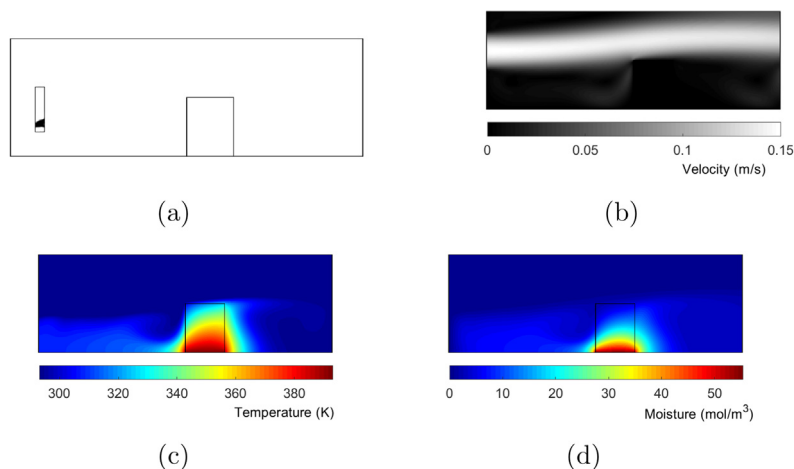 (a)
0 0.05 0.1 0.15
Velocity (m/s)
(b)
300 320 340 360 380
Temperature (K)
(c)
0 10 20 30 40 50
Moisture (mol/m³)
(d)